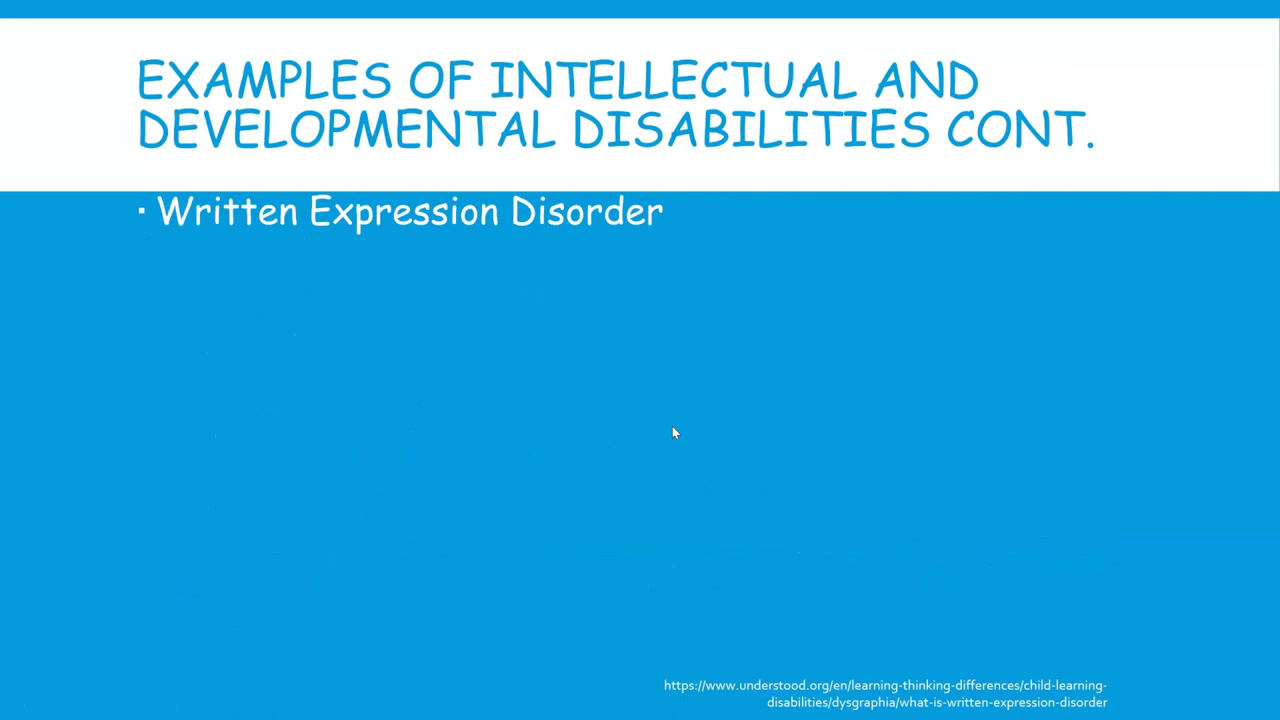 EXAMPLES OF INTELLECTUAL AND
DEVELOPMENTAL DISABILITIES CONT.
▪ Written Expression Disorder
https://www.understood.org/en/learning-thinking-differences/child-learning-
disabilities/dysgraphia/what-is-written-expression-disorder